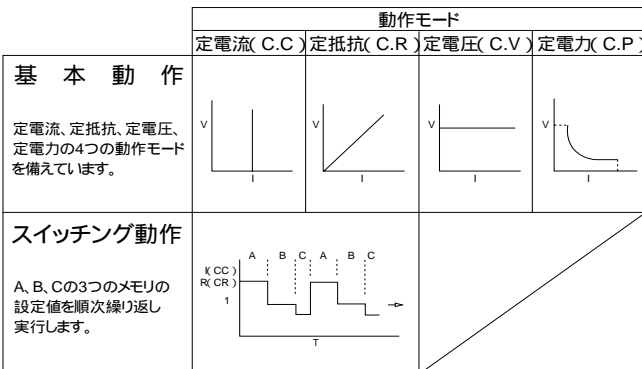 動作モード
定電流( C.C ) 定抵抗( C.R ) 定電圧( C.V ) 定電力( C.P )
基 本 動 作
定電流、定抵抗、定電圧、
定電力の4つの動作モード
を備えています。
V
I
V
I
V
I
V
I
スイッチング動作
A、B、Cの3つのメモリの
設定値を順次繰り返し
実行します。
A B C A B C
I( CC )
R( CR )
1
T